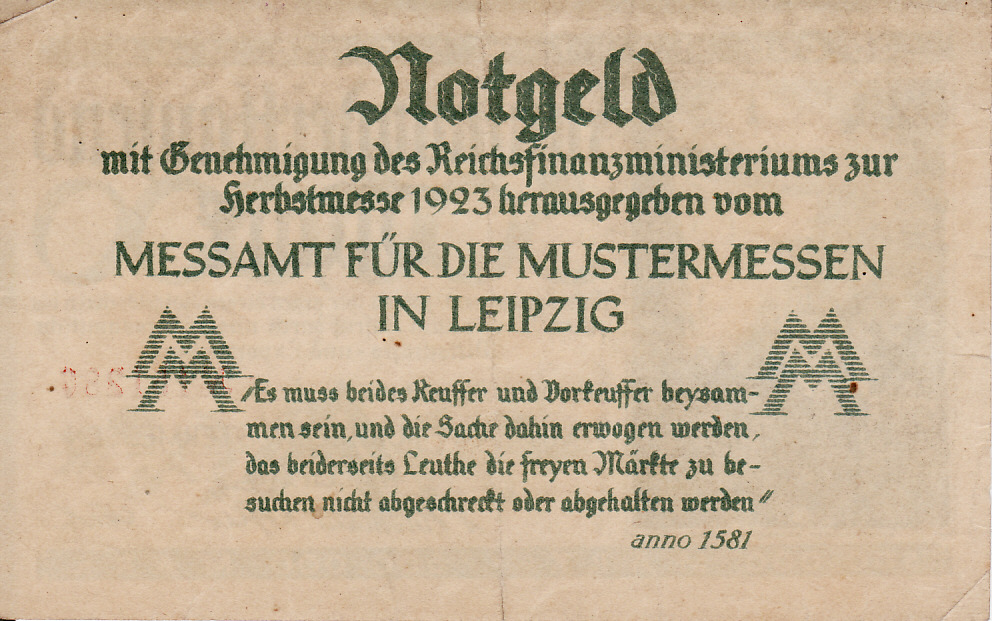 Notgeld
mit Genehmigung des Reichsfinanzministeriums zur
Herbstmesse 1923 herausgegeben vom
MESSAMT FÜR DIE MUSTERMESSEN
IN LEIPZIG
MM MM
"Es muss beides Keuffer und Vorkeuffer beysam-
men sein, und die Sache dahin erwogen werden,
das beiderseits Leuthe die freyen Märkte zu be-
suchen nicht abgeschreckt oder abgehalten werden"
anno 1581